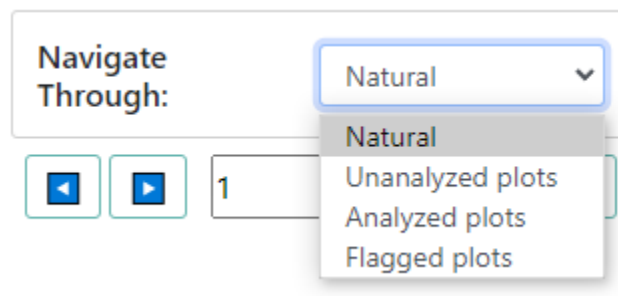 Navigate
Through:
Natural
Natural
Unanalyzed plots
Analyzed plots
Flagged plots
1